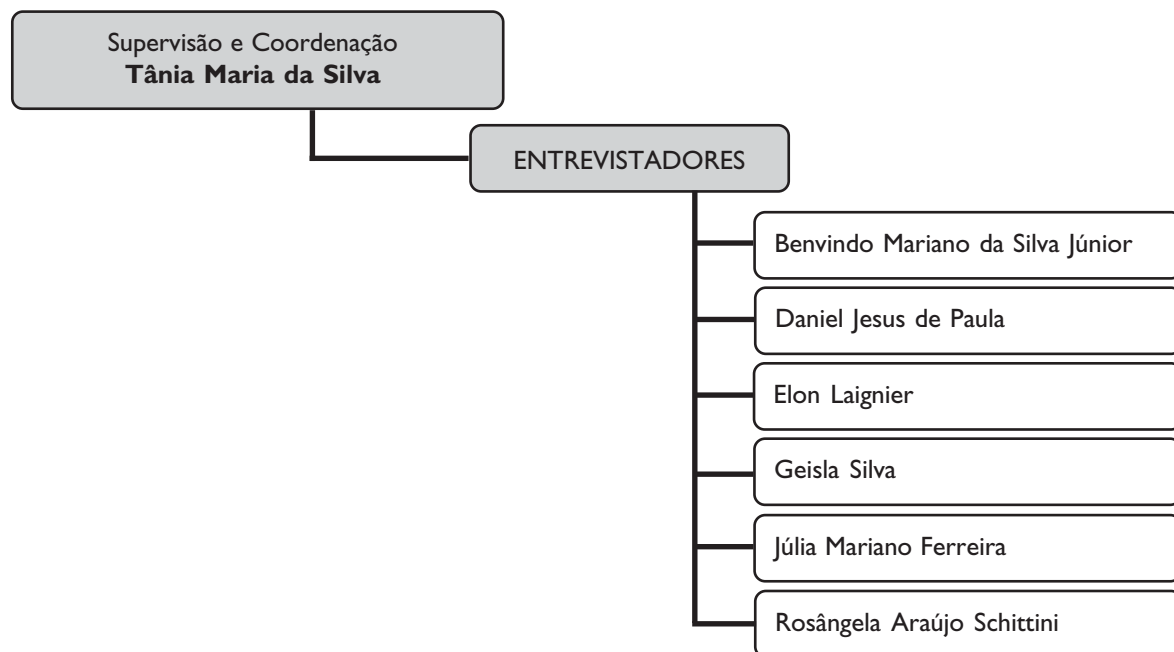 Supervisão e Coordenação
Tânia Maria da Silva
ENTREVISTADORES
Benvindo Mariano da Silva Júnior
Daniel Jesus de Paula
Elon Laignier
Geisla Silva
Júlia Mariano Ferreira
Rosângela Araújo Schittini